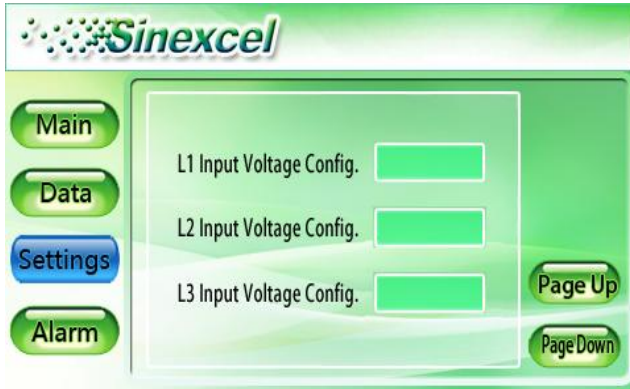 Sinexcel
Main
Data
Settings
Alarm
L1 Input Voltage Config.
L2 Input Voltage Config.
L3 Input Voltage Config.
Page Up
Page Down